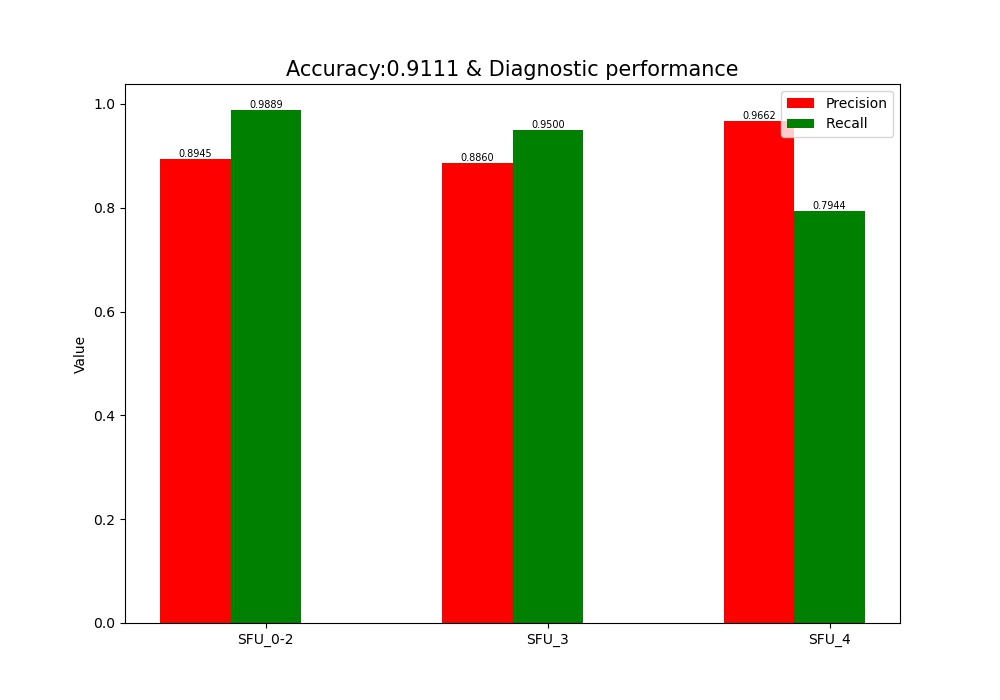 Accuracy:0.9111 & Diagnostic performance
Precision
Recall
0.8945
0.9889
0.8860
0.9500
0.9662
0.7944
Value
1.0
0.8
0.6
0.4
0.2
0.0
SFU_0-2
SFU_3
SFU_4